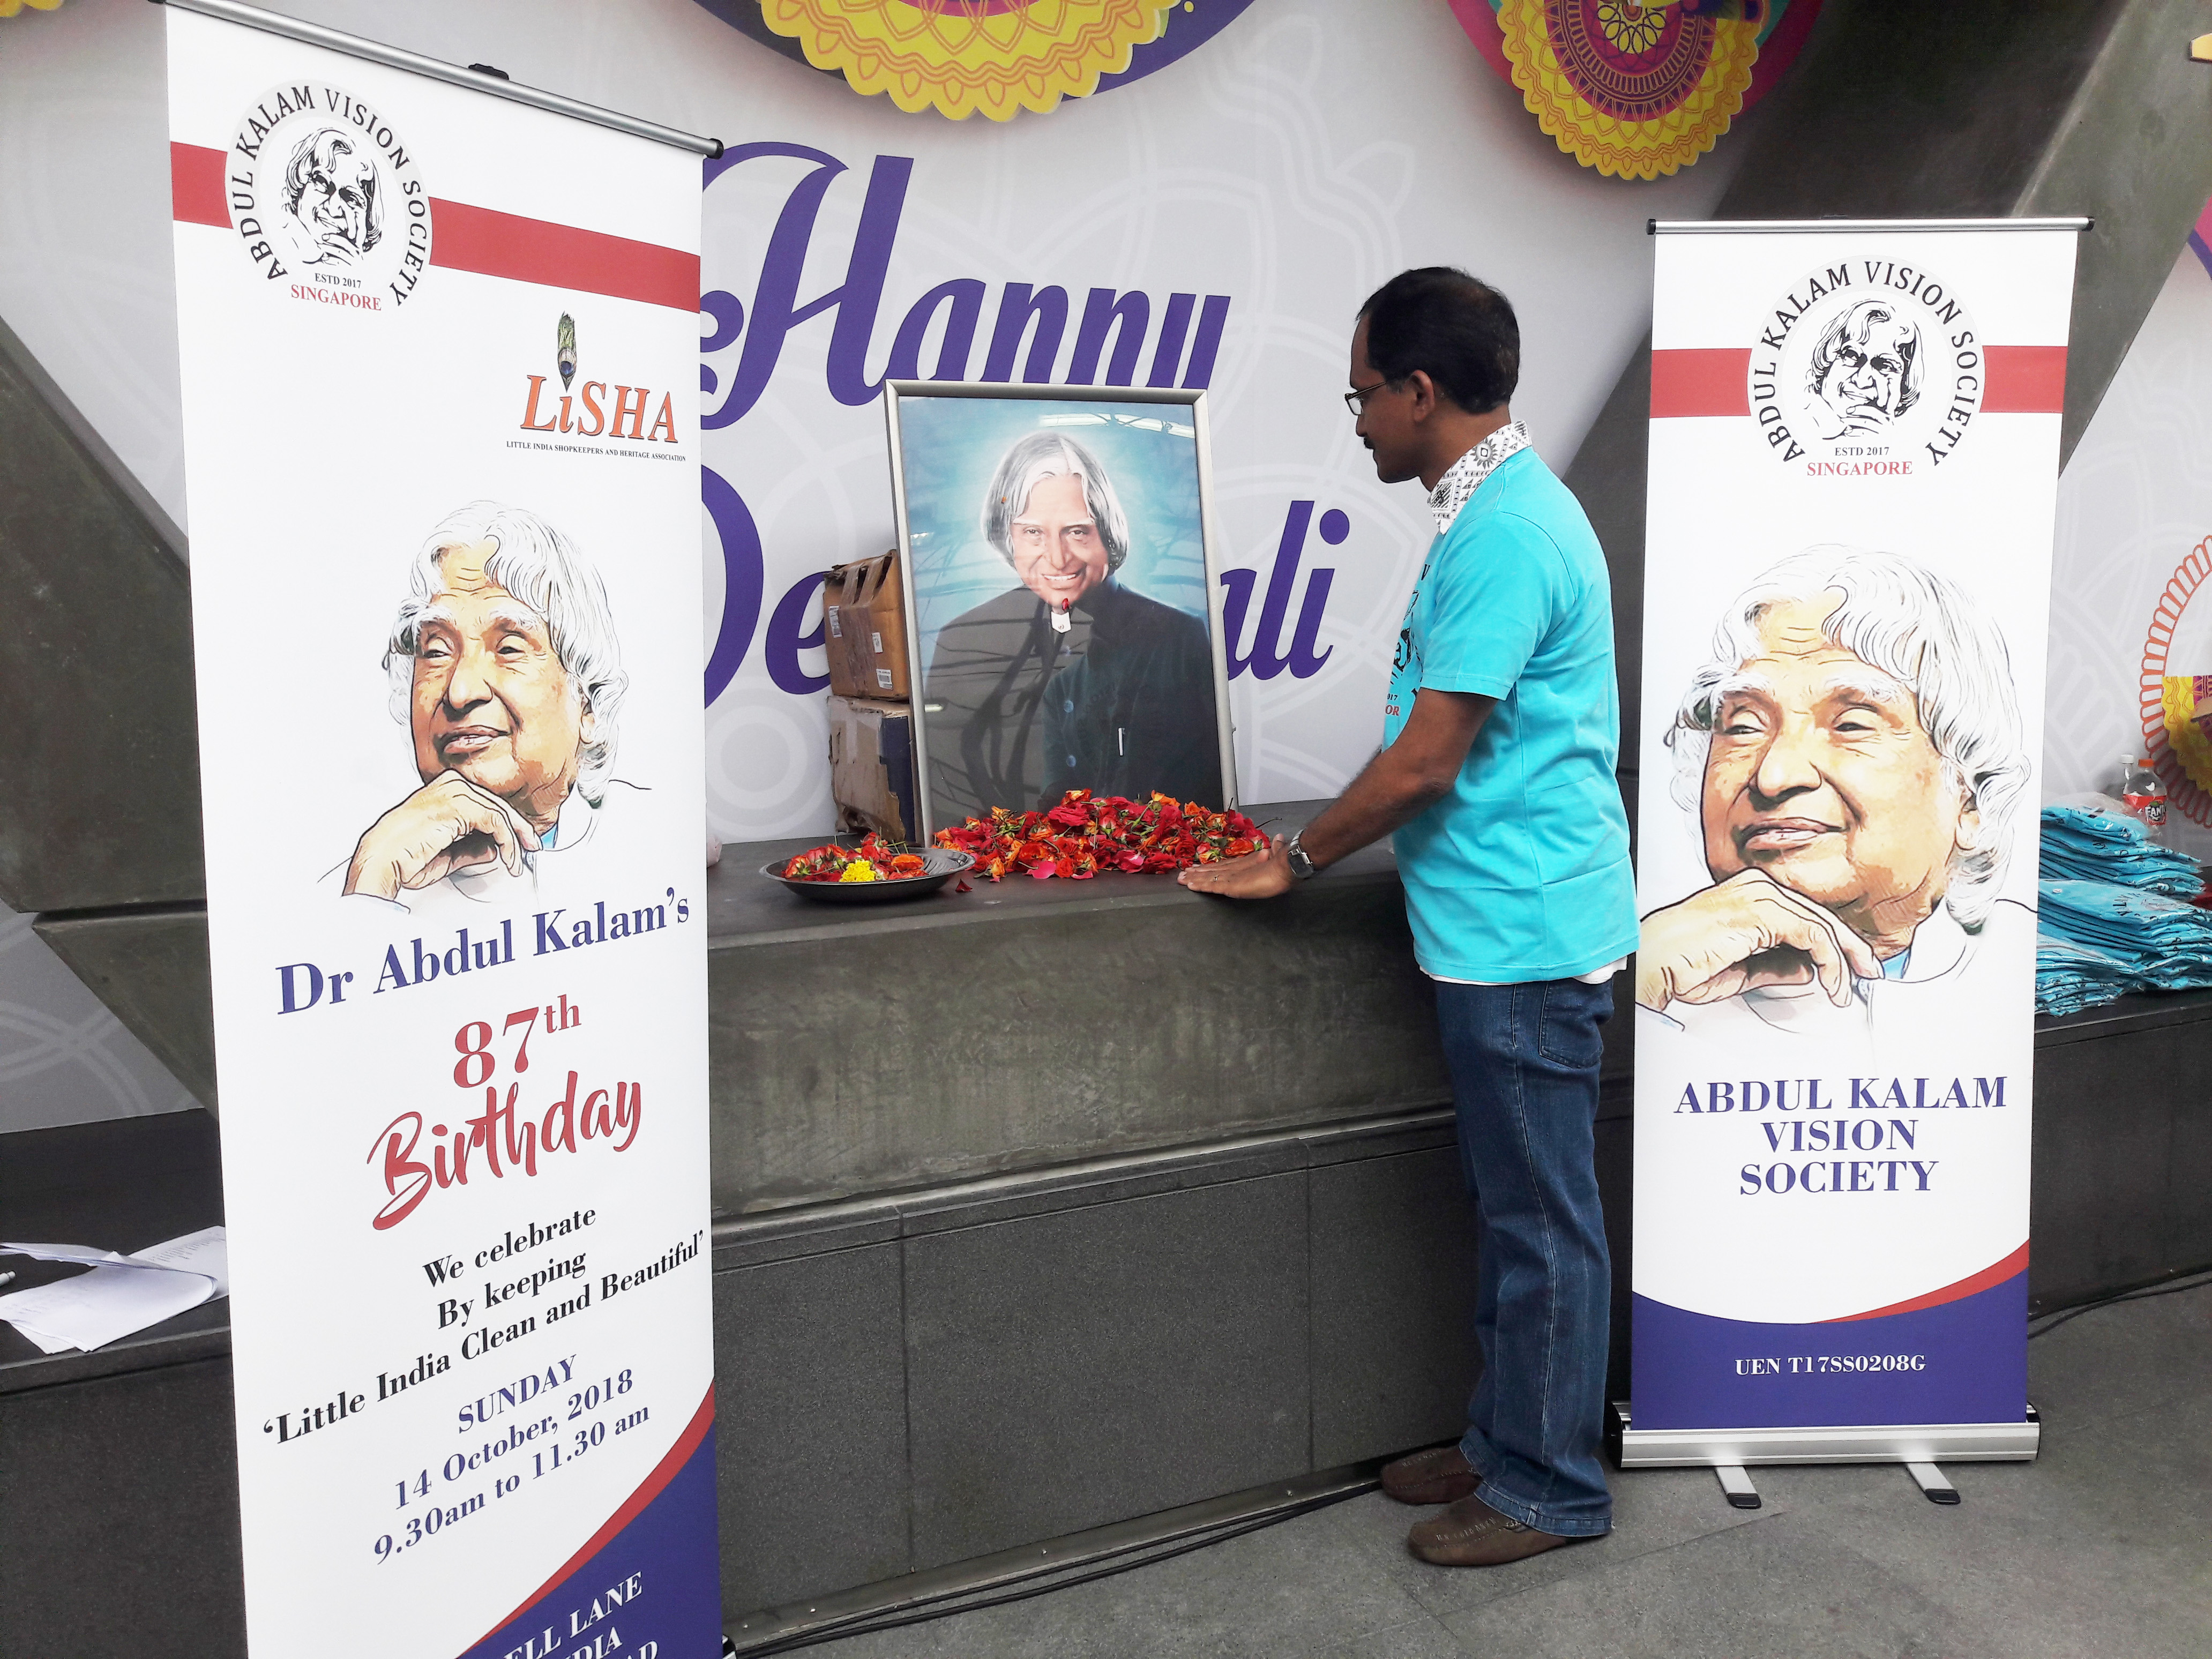 ABDUL KALAM VISION SOCIETY
ESTD 2017
SINGAPORE
LiSHA
LITTLE INDIA SHOPKEEPERS AND HERITAGE ASSOCIATION
Dr Abdul Kalam's
87th
Birthday
We celebrate
By keeping
'Little India Clean and Beautiful'
SUNDAY
14 October, 2018
9.30am to 11.30 am
LANE
Happy
ABDUL KALAM VISION SOCIETY
ESTD 2017
SINGAPORE
ABDUL KALAM
VISION
SOCIETY
UEN T17SS0208G